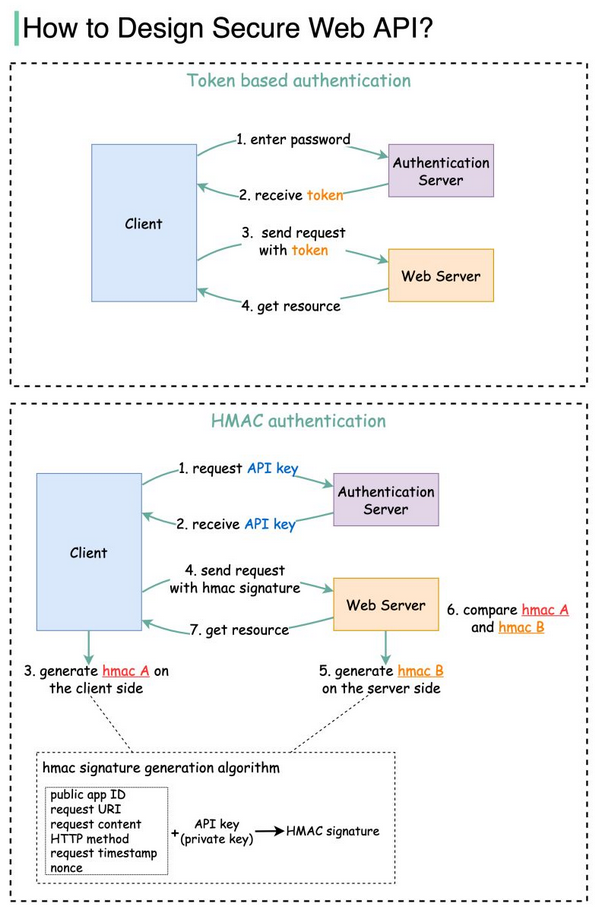 How to Design Secure Web API?
Token based authentication
1. enter password
Authentication
Server
2. receive token
Client
3. send request
with token
Web Server
4. get resource
HMAC authentication
1. request API key
Authentication
Server
2. receive API key
Client
4. send request
with hmac signature
Web Server
6. compare hmac A
and hmac B
7. get resource
3. generate hmac A on
the client side
5. generate hmac B
on the server side
hmac signature generation algorithm
public app ID
request URI
request content
HTTP method
request timestamp
nonce
+
API key
(private key)
HMAC signature